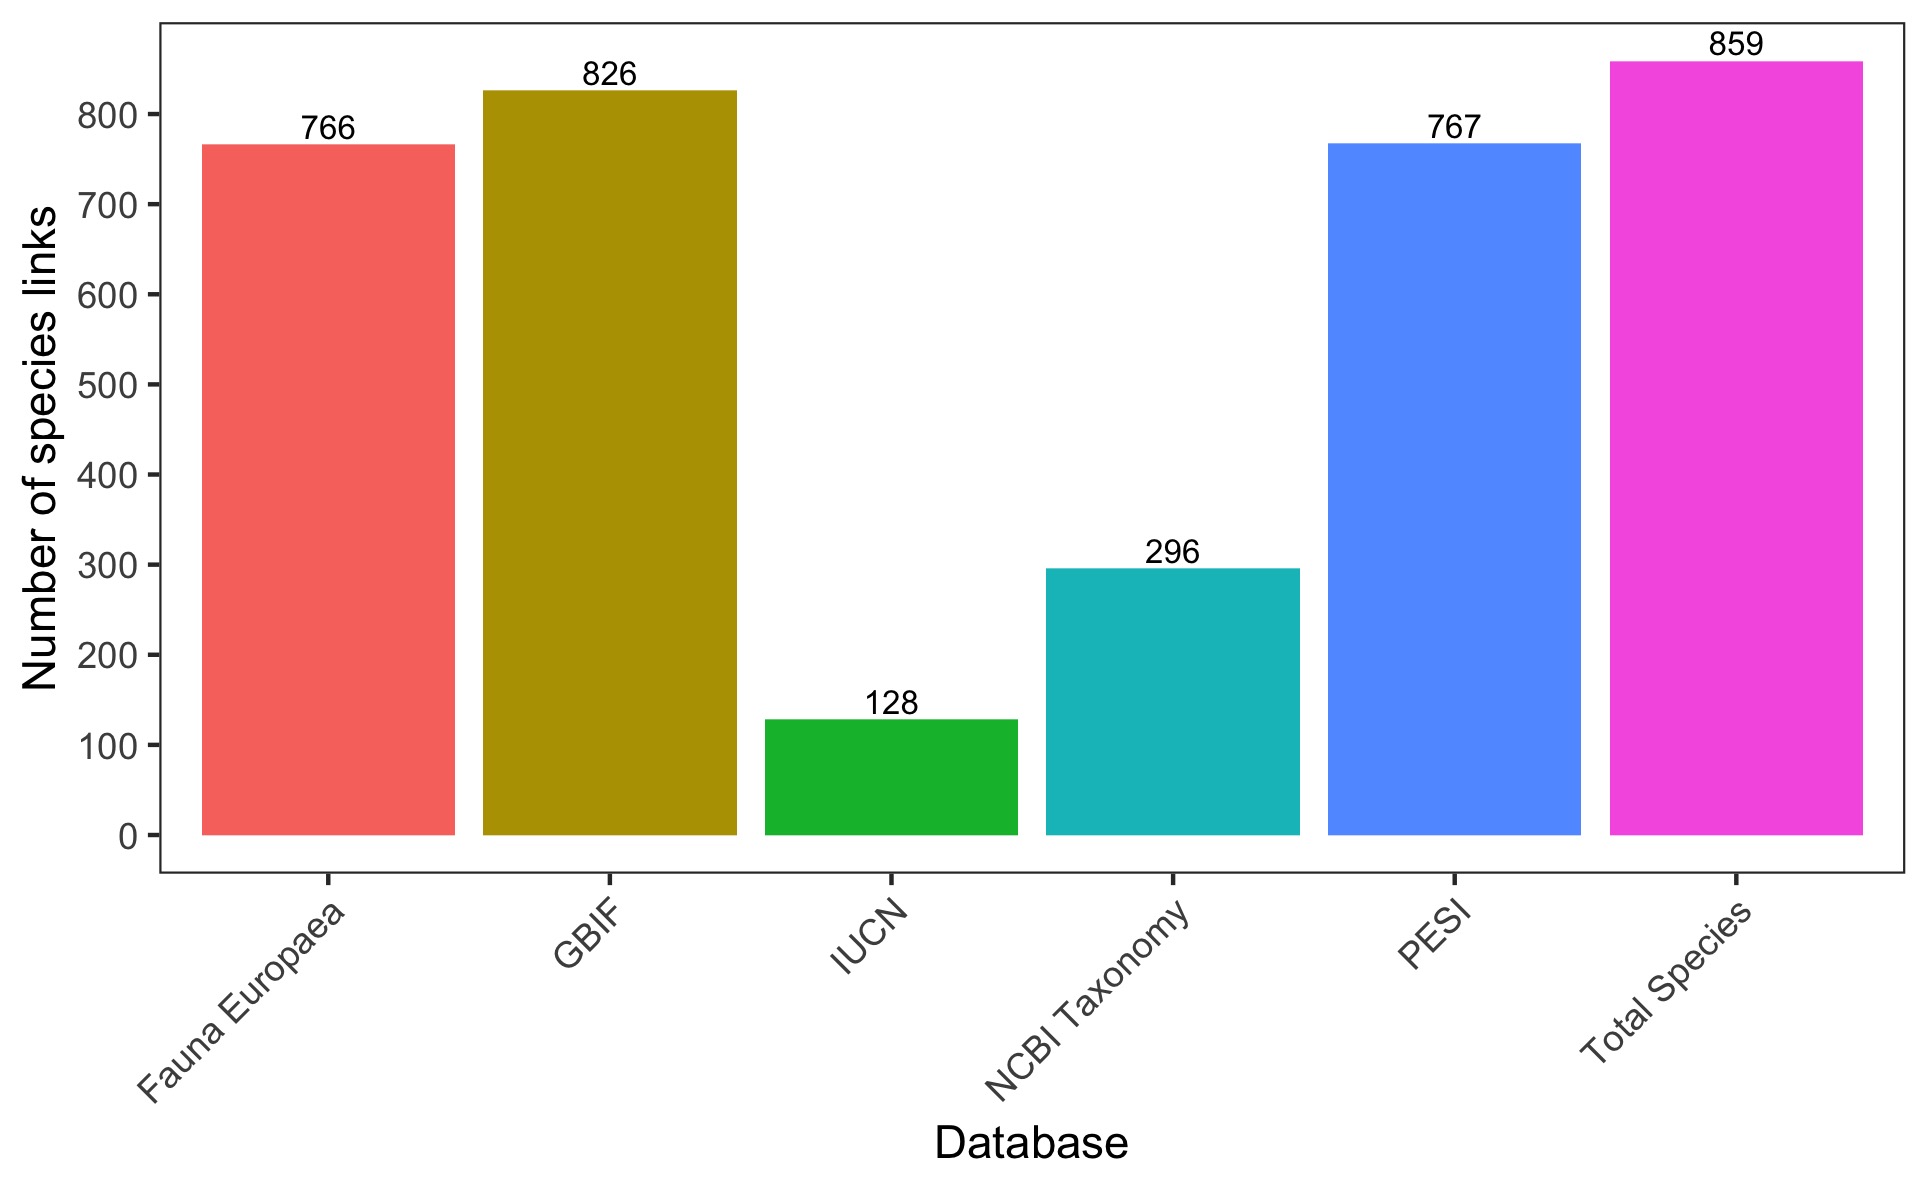 859
826
766
767
800
700
600
500
400
300
200
100
0
296
128
Number of species links
Fauna Europaea
GBIF
IUCN
NCBI Taxonomy
PESI
Total Species
Database